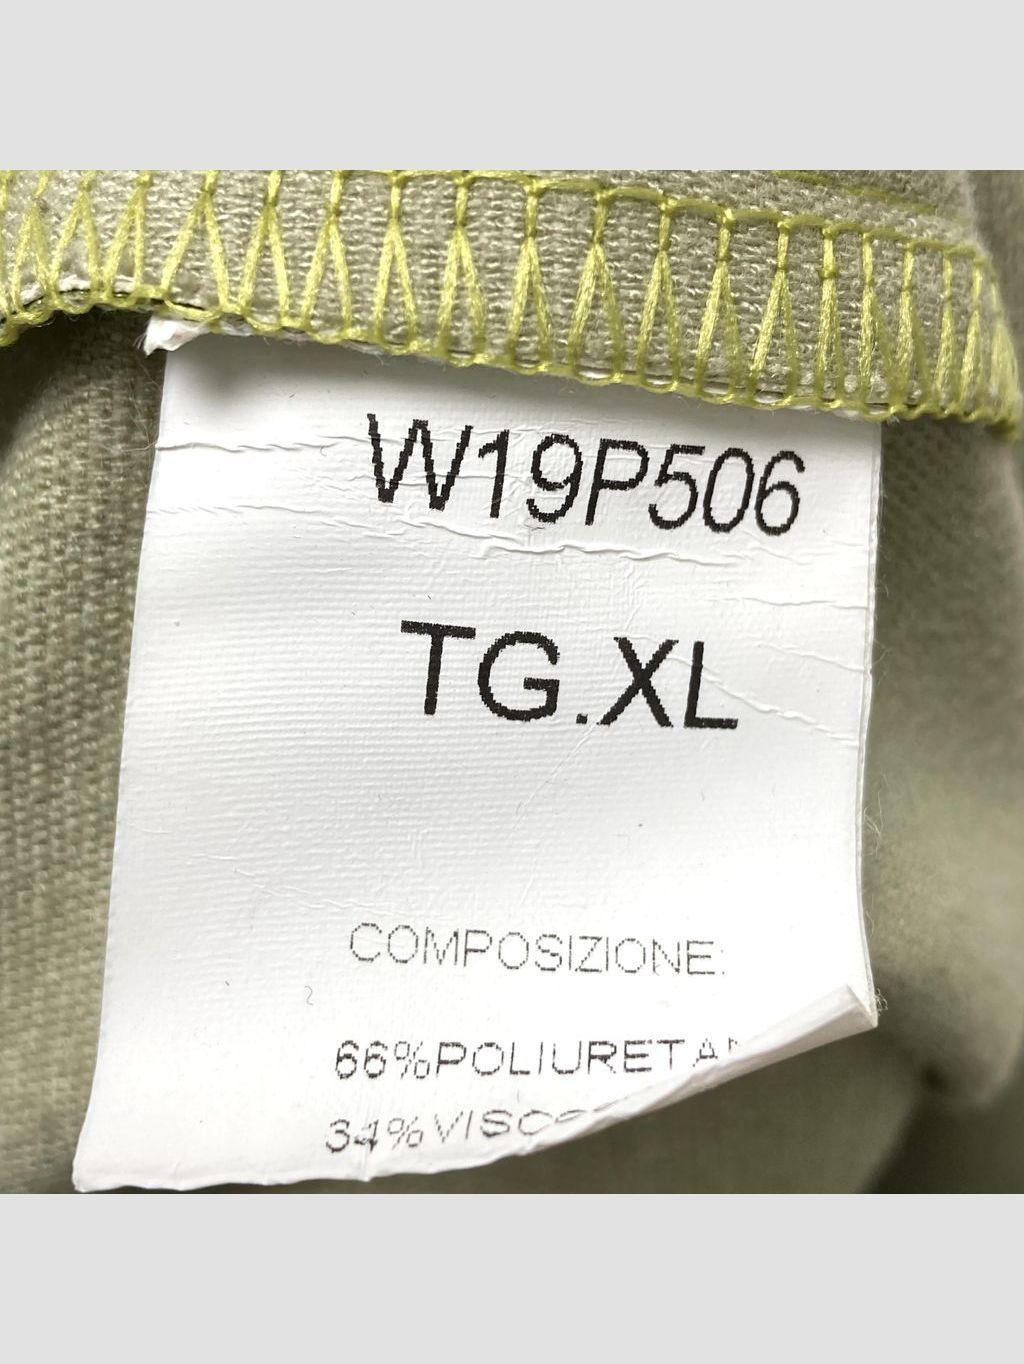 W19P506
TG.XL
COMPOSIZIONE:
66%POLIURETAN
34%VISCO